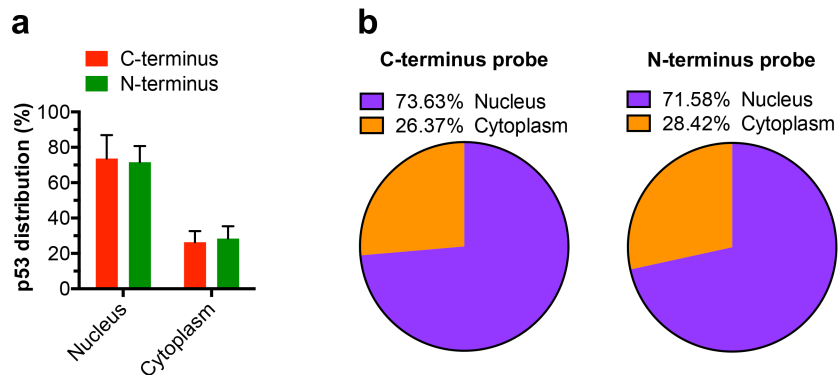 a
C-terminus
N-terminus
p53 distribution (%)
100
80
60
40
20
0
Nucleus
Cytoplasm
b
C-terminus probe
73.63% Nucleus
26.37% Cytoplasm
N-terminus probe
71.58% Nucleus
28.42% Cytoplasm